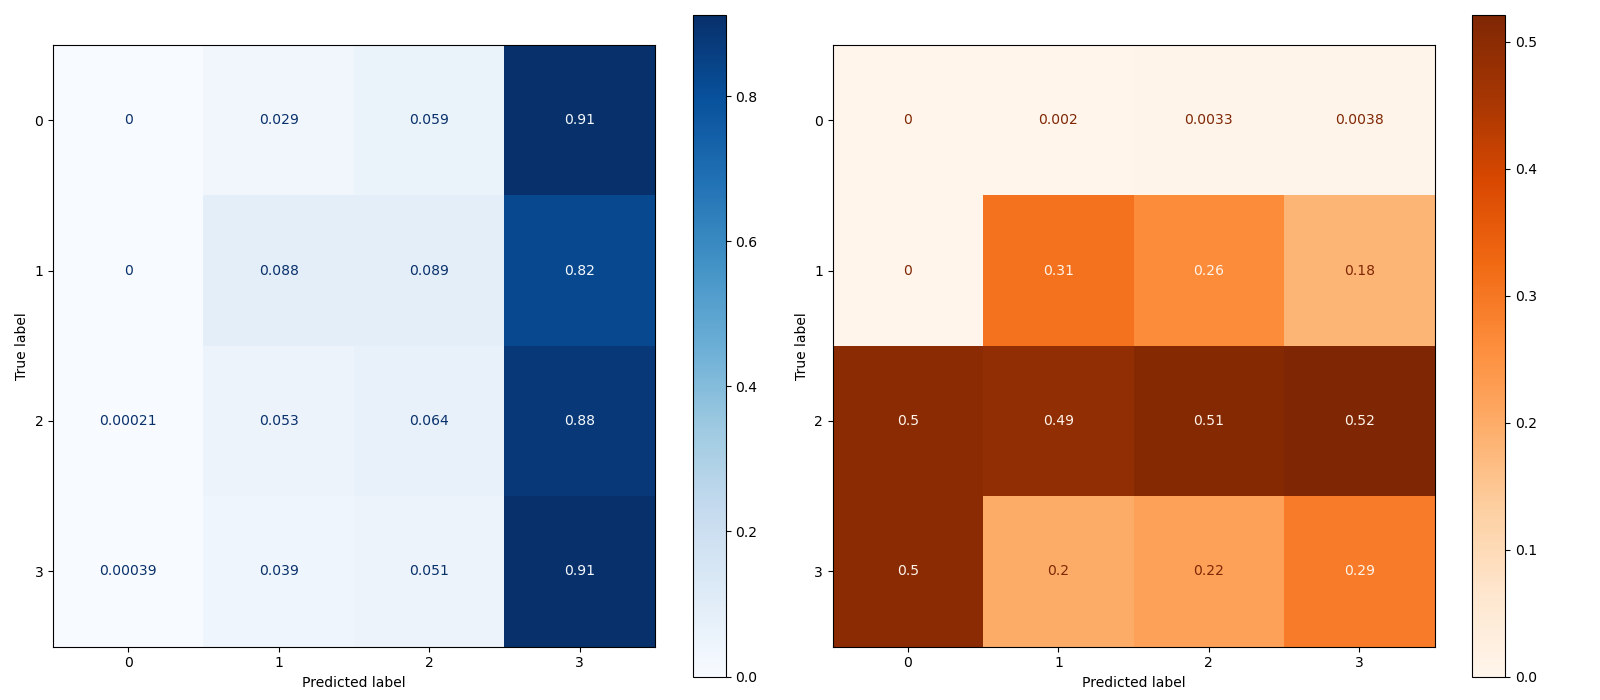 0 0 0.029 0.059 0.91
1 0 0.088 0.089 0.82
2 0.00021 0.053 0.064 0.88
3 0.00039 0.039 0.051 0.91
0 1 2 3
True label
Predicted label
0.8
0.6
0.4
0.2
0.0
0 0 0.002 0.0033 0.0038
1 0 0.31 0.26 0.18
2 0.5 0.49 0.51 0.52
3 0.5 0.2 0.22 0.29
0 1 2 3
True label
Predicted label
0.5
0.4
0.3
0.2
0.1
0.0